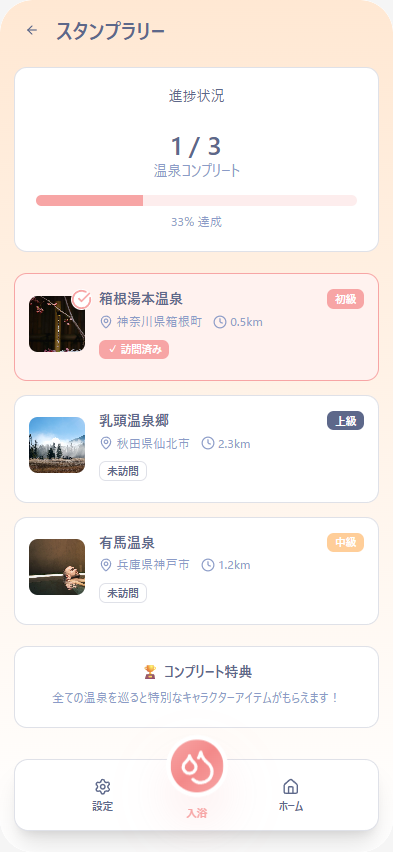 スタンプラリー
進捗状況
1 / 3
温泉コンプリート
33% 達成
箱根湯本温泉
初級
神奈川県箱根町 0.5km
✓ 訪問済み
乳頭温泉郷
上級
秋田県仙北市 2.3km
未訪問
有馬温泉
中級
兵庫県神戸市 1.2km
未訪問
🏆 コンプリート特典
全ての温泉を巡ると特別なキャラクターアイテムがもらえます！
設定
入浴
ホーム